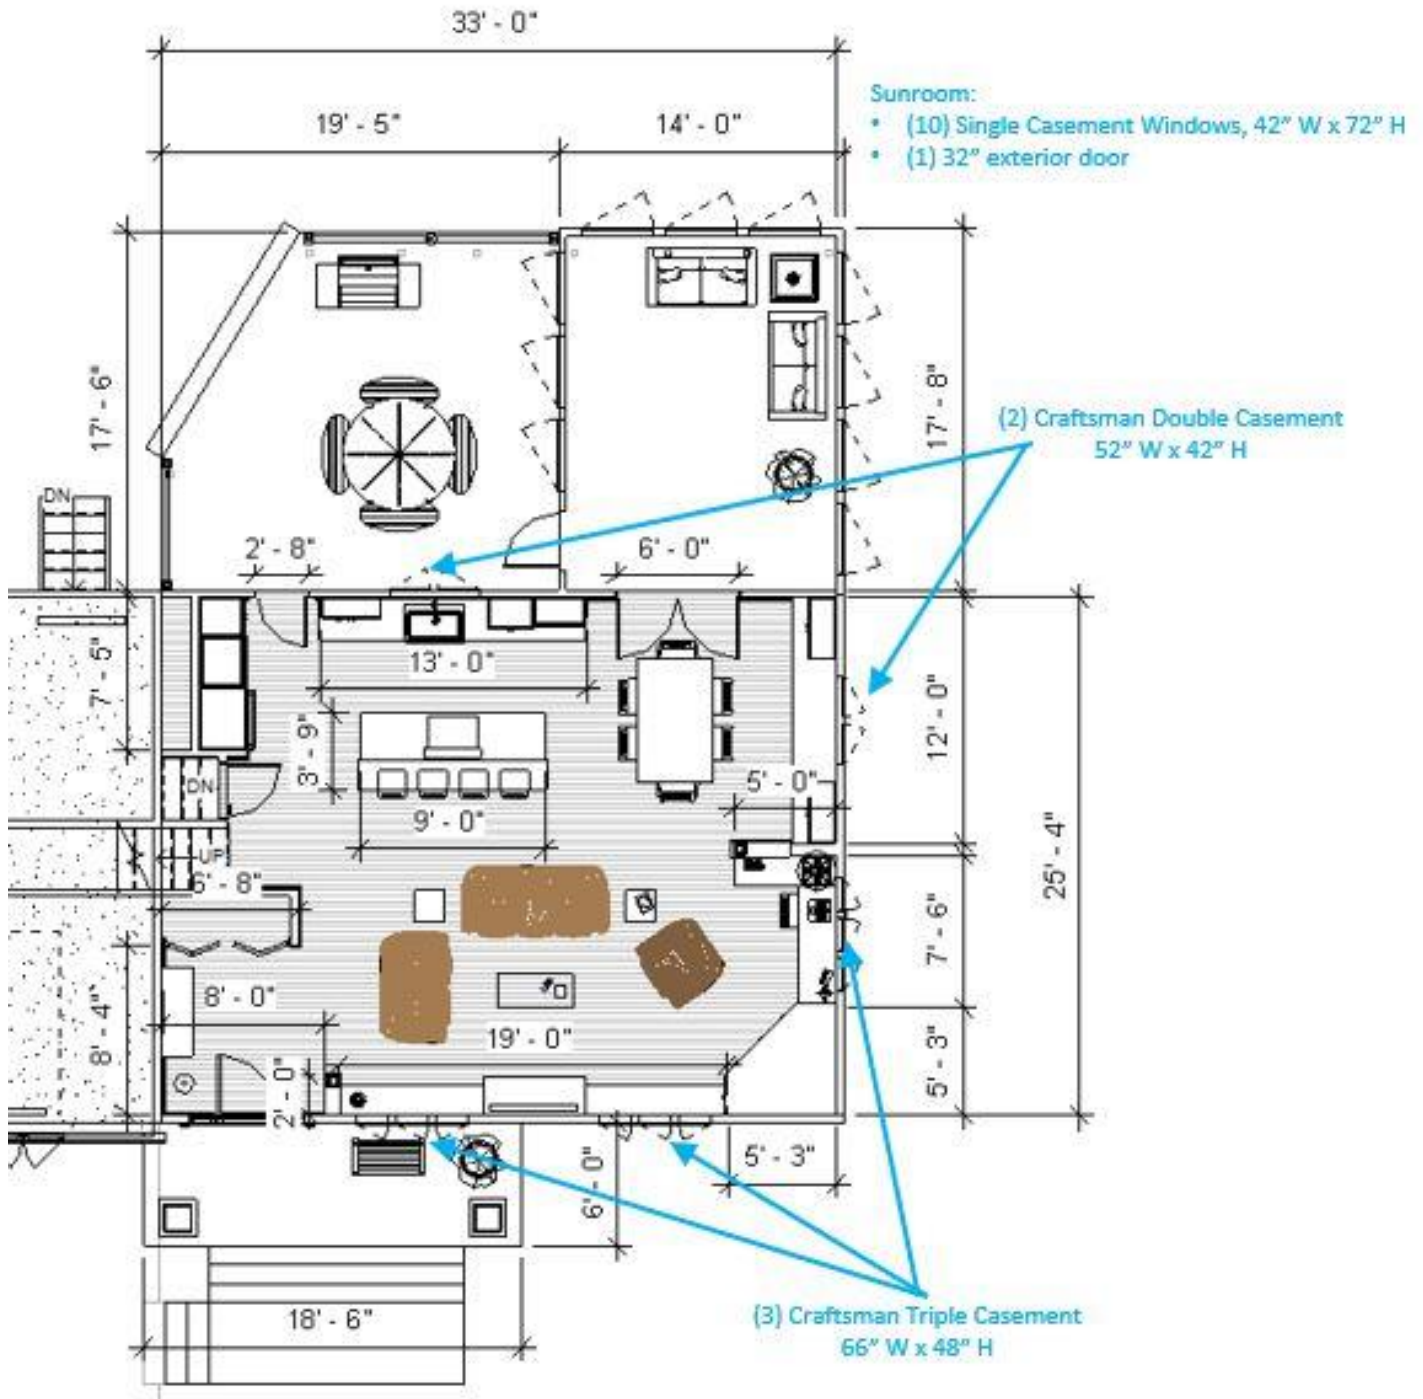 33' - 0"
19' - 5"
14' - 0"
Sunroom:
• (10) Single Casement Windows, 42” W x 72” H
• (1) 32” exterior door
17' - 6"
17' - 8"
(2) Craftsman Double Casement
52” W x 42” H
DN
2' - 8"
6' - 0"
7' - 5"
13' - 0"
3' - 9"
12' - 0"
DN
5' - 0"
9' - 0"
UP
6' - 8"
25' - 4"
7' - 6"
8' - 0"
8' - 4"
19' - 0"
2' - 0"
5' - 3"
5' - 3"
6' - 0"
18' - 6"
(3) Craftsman Triple Casement
66” W x 48” H